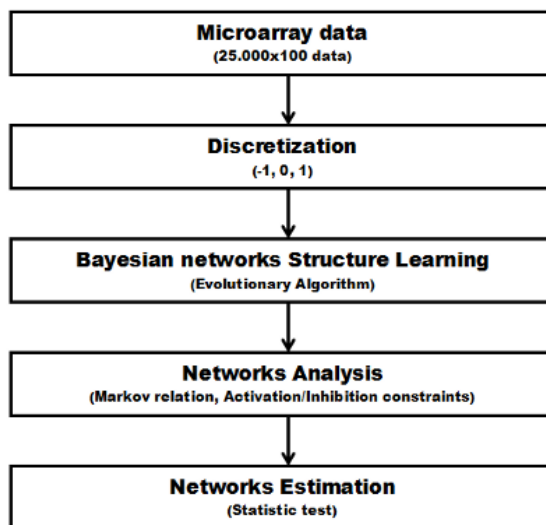 Microarray data
(25.000x100 data)
Discretization
(-1, 0, 1)
Bayesian networks Structure Learning
(Evolutionary Algorithm)
Networks Analysis
(Markov relation, Activation/Inhibition constraints)
Networks Estimation
(Statistic test)